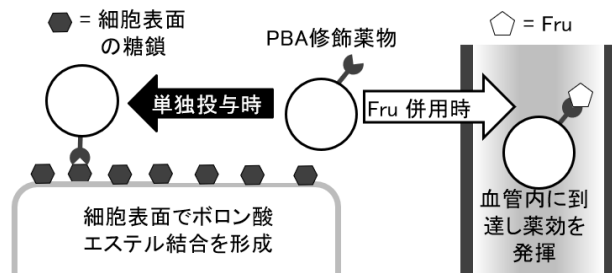 = 細胞表面
の糖鎖
PBA修飾薬物
= Fru
単独投与時
Fru 併用時
細胞表面でボロン酸
エステル結合を形成
血管内に到
達し薬効を
発揮